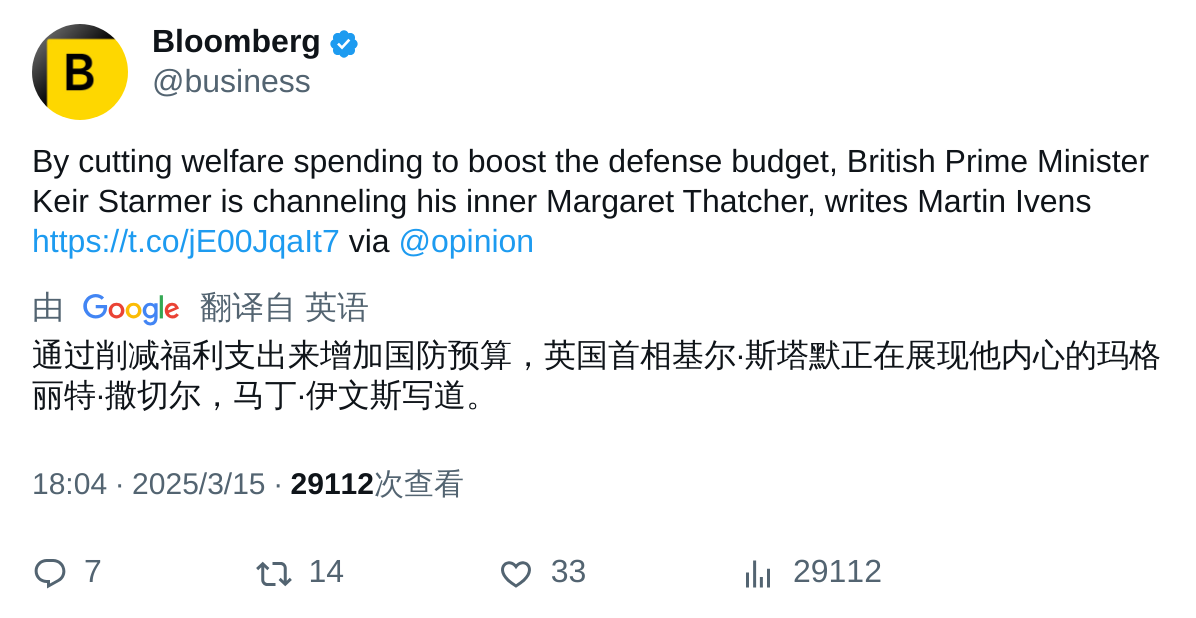 B
Bloomberg
@business
By cutting welfare spending to boost the defense budget, British Prime Minister
Keir Starmer is channeling his inner Margaret Thatcher, writes Martin Ivens
https://t.co/jE00JqaIt7 via @opinion
由 Google 翻译自 英语
通过削减福利支出来增加国防预算，英国首相基尔·斯塔默正在展现他内心的玛格
丽特·撒切尔，马丁·伊文斯写道。
18:04 · 2025/3/15 · 29112次查看
7 14 33 29112